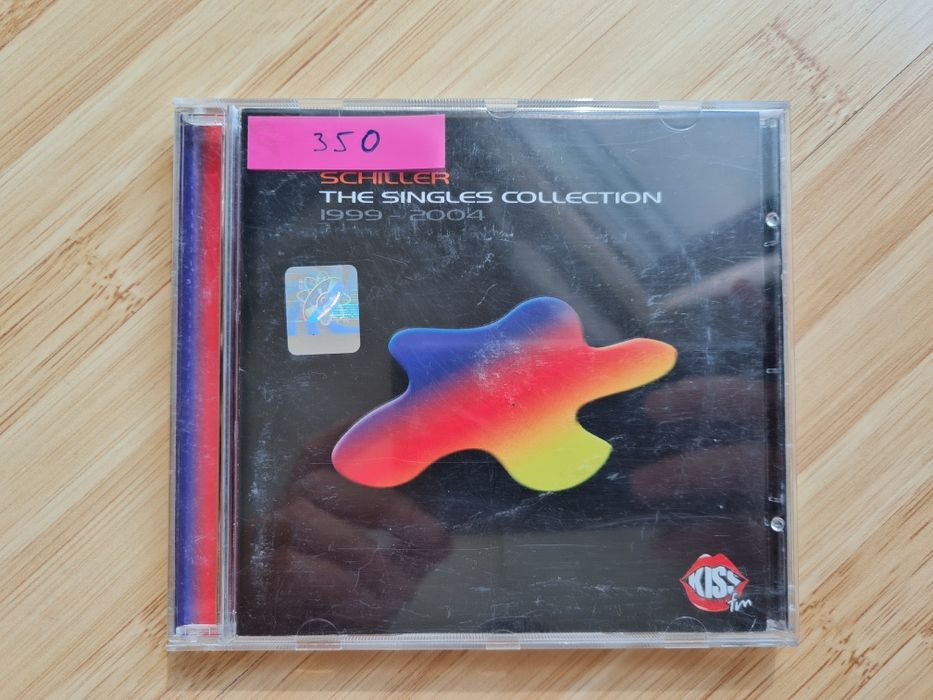 350
SCHILLER
THE SINGLES COLLECTION
1999 - 2004
KISS
fm